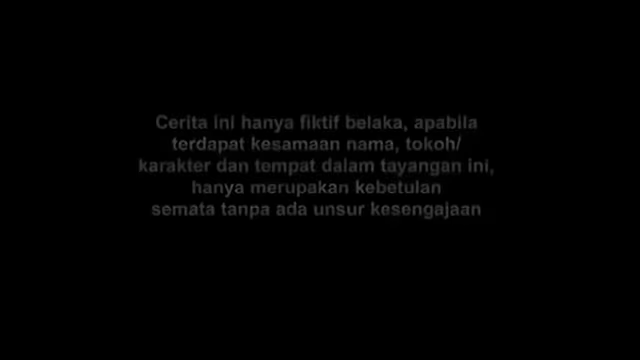 Cerita ini hanya fiktif belaka, apabila
terdapat kesamaan nama, tokoh/
karakter dan tempat dalam tayangan ini,
hanya merupakan kebetulan
semata tanpa ada unsur kesengajaan